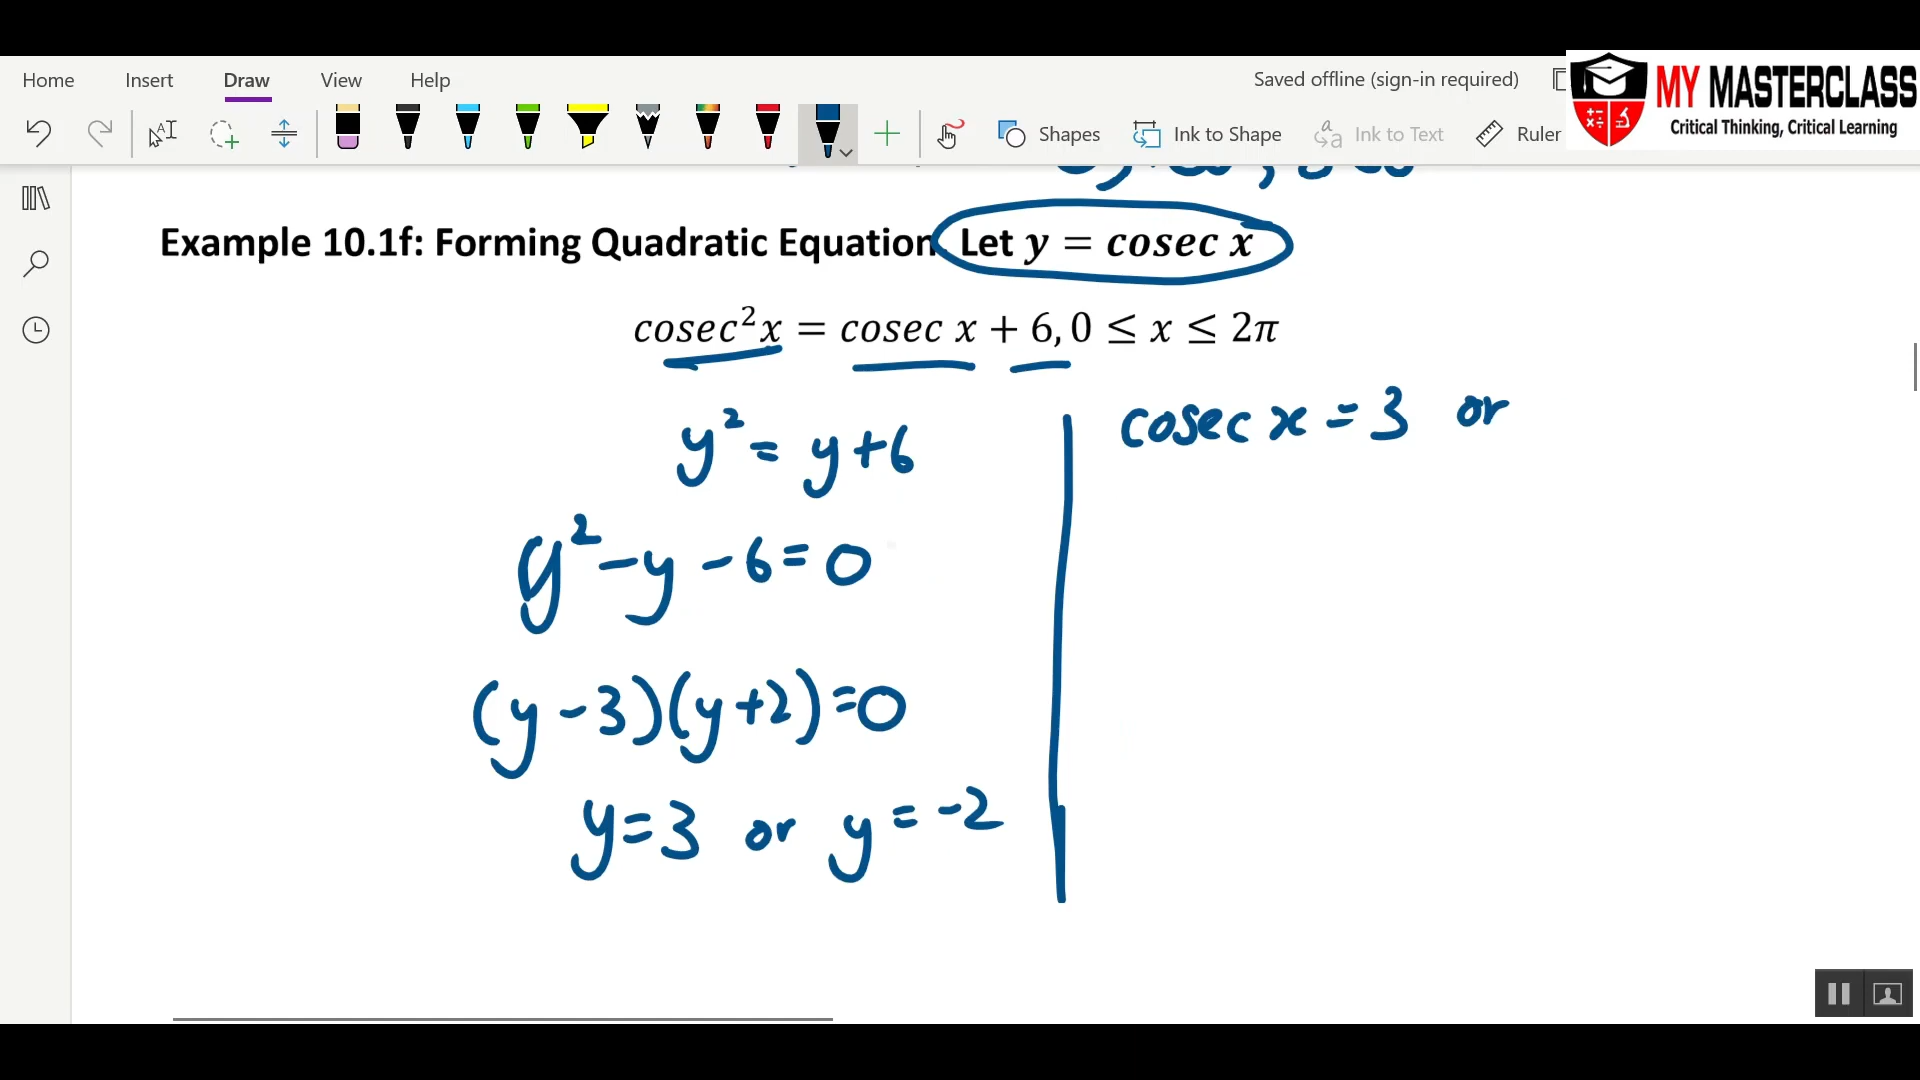 Home Insert Draw View Help Saved offline (sign-in required)
Shapes Ink to Shape Ink to Text Ruler
MY MASTERCLASS
Critical Thinking, Critical Learning
Example 10.1f: Forming Quadratic Equation Let y = cosec x
cosec²x = cosec x + 6, 0 ≤ x ≤ 2π
y² = y+6
y² - y - 6 = 0
(y - 3)(y + 2) = 0
y = 3 or y = -2
cosec x = 3 or